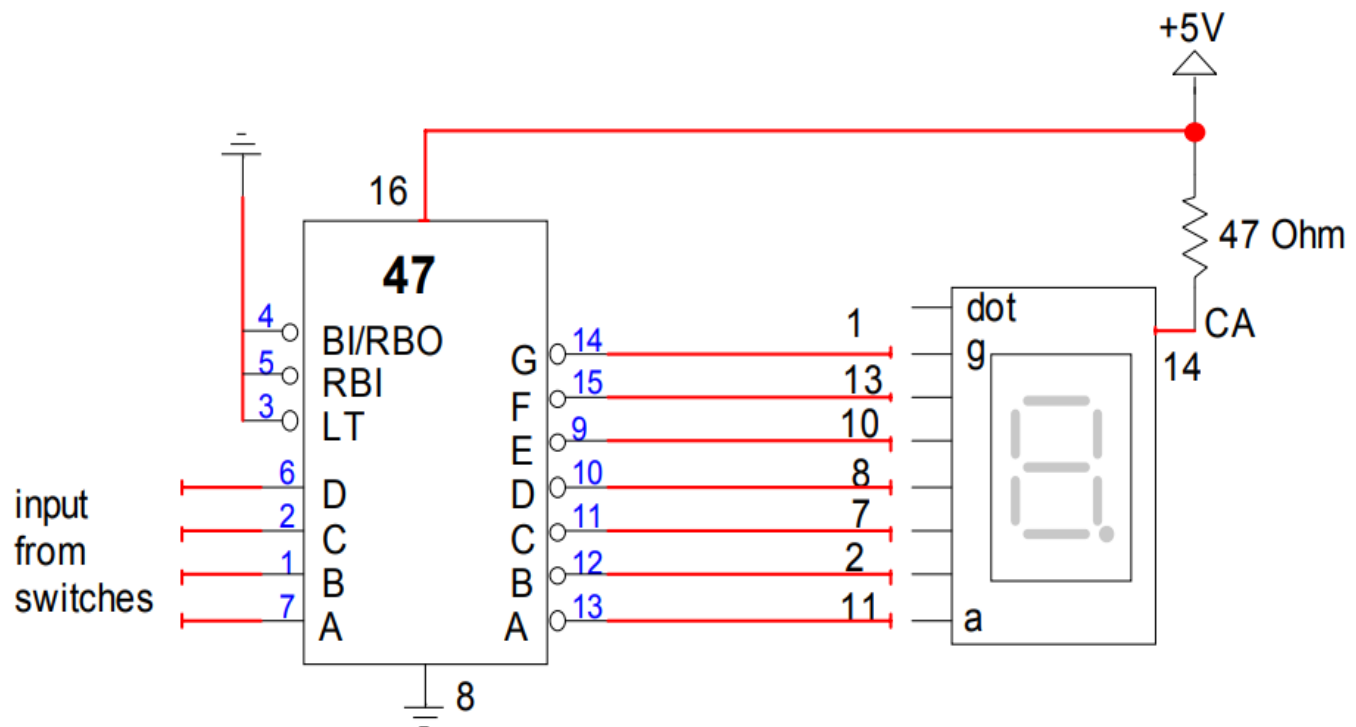 +5V
16
47 Ohm
47
4
BI/RBO
5
RBI
3
LT
6
D
2
C
1
B
7
A
input
from
switches
G
14
F
15
E
9
D
10
C
11
B
12
A
13
8
1
13
10
8
7
2
11
dot
g
a
CA
14